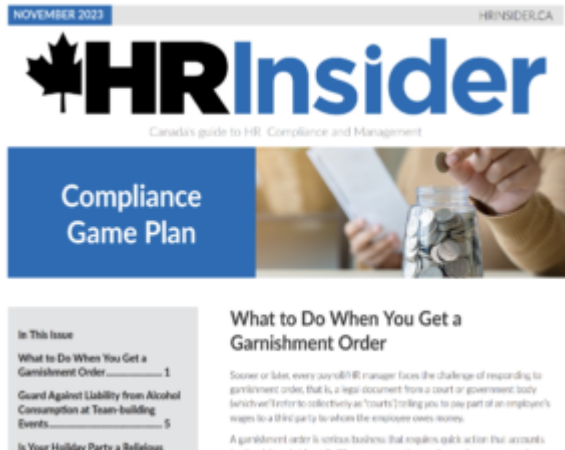 NOVEMBER 2023
HRINSIDER.CA
HRInsider
Canada's guide to HR Compliance and Management
Compliance
Game Plan
In This Issue
What to Do When You Get a
Garnishment Order 1
Guard Against Liability from Alcohol
Consumption at Team-building
Events 5
Is Your Holiday Party a Religious
What to Do When You Get a
Garnishment Order
Sooner or later, every payroll/HR manager faces the challenge of responding to
garnishment order, that is, a legal document from a court or government body
(which we'll refer to collectively as "courts") telling you to pay part of an employee's
wages to a third party to whom the employee owes money.
A garnishment order is serious business that requires quick action that accounts